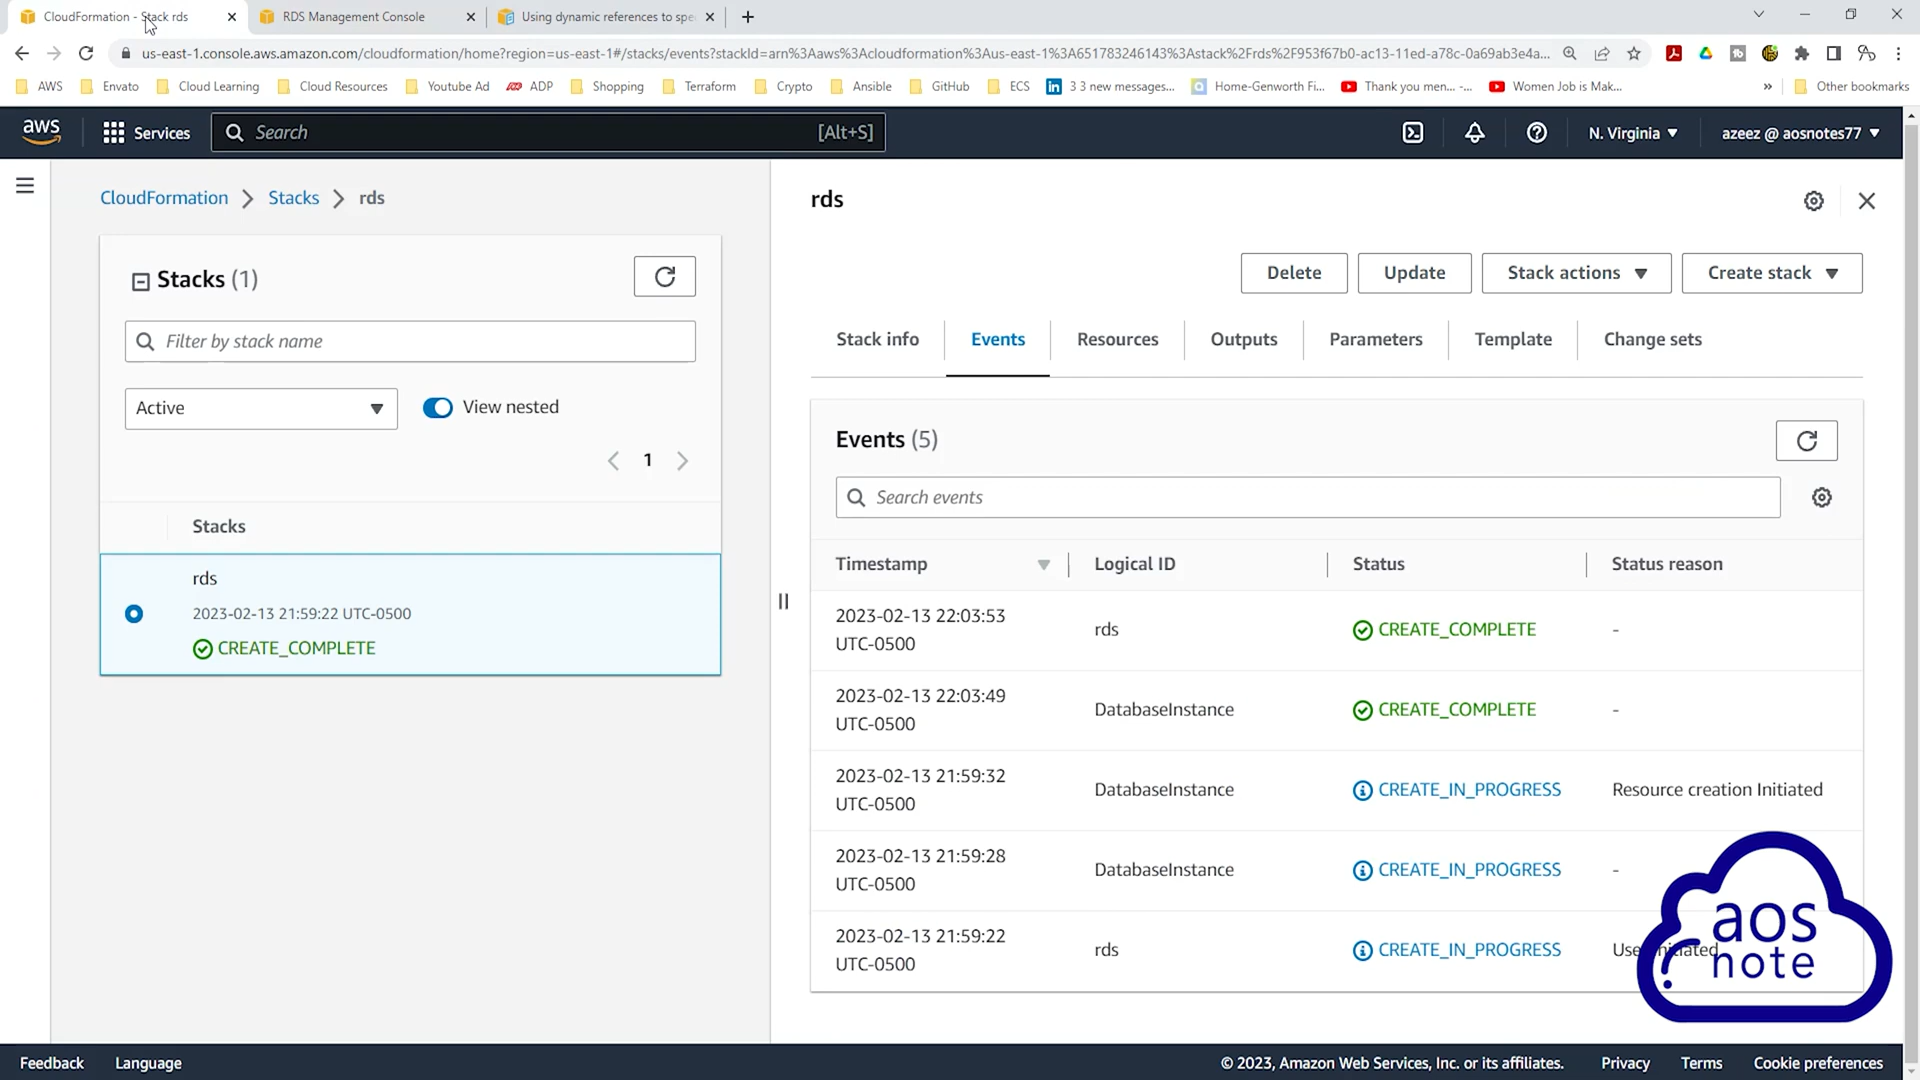 CloudFormation - Stack rds
RDS Management Console
Using dynamic references to spe
us-east-1.console.aws.amazon.com/cloudformation/home?region=us-east-1#/stacks/events?stackId=arn%3Aaws%3Acloudformation%3Aus-east-1%3A651783246143%3Astack%2Frds%2F953f67b0-ac13-11ed-a78c-0a69ab3e4a...
AWS
Envato
Cloud Learning
Cloud Resources
Youtube Ad
ADP
Shopping
Terraform
Crypto
Ansible
GitHub
ECS
3 3 new messages...
Home-Genworth Fi...
Thank you men... -...
Women Job is Mak...
»
Other bookmarks
aws
Services
Search
[Alt+S]
N. Virginia
azeez @ aosnotes77
CloudFormation
Stacks
rds
Stacks (1)
Filter by stack name
Active
View nested
1
Stacks
rds
2023-02-13 21:59:22 UTC-0500
CREATE_COMPLETE
rds
Delete
Update
Stack actions
Create stack
Stack info
Events
Resources
Outputs
Parameters
Template
Change sets
Events (5)
Search events
Timestamp
Logical ID
Status
Status reason
2023-02-13 22:03:53
UTC-0500
rds
CREATE_COMPLETE
-
2023-02-13 22:03:49
UTC-0500
DatabaseInstance
CREATE_COMPLETE
-
2023-02-13 21:59:32
UTC-0500
DatabaseInstance
CREATE_IN_PROGRESS
Resource creation Initiated
2023-02-13 21:59:28
UTC-0500
DatabaseInstance
CREATE_IN_PROGRESS
-
2023-02-13 21:59:22
UTC-0500
rds
CREATE_IN_PROGRESS
aos
note
Feedback
Language
© 2023, Amazon Web Services, Inc. or its affiliates.
Privacy
Terms
Cookie preferences